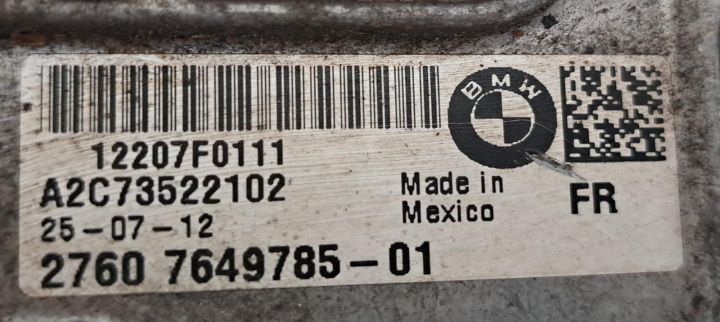 BMW
12207F0111
A2C73522102
Made in
Mexico
FR
25-07-12
2760 7649785-01